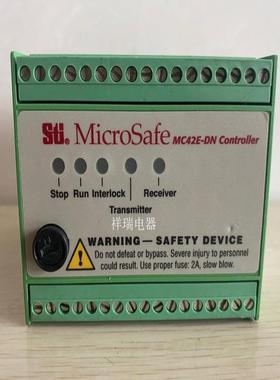 Sti. MicroSafe MC42E-DN Controller
Stop Run Interlock Receiver
Transmitter
祥瑞电器
WARNING — SAFETY DEVICE
Do not defeat or bypass. Severe injury to personnel
could result. Use proper fuse: 2A, slow blow.